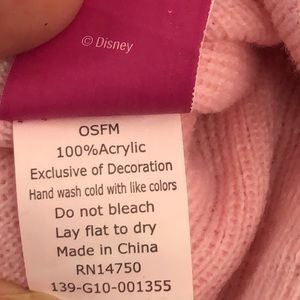 © Disney
OSFM
100%Acrylic
Exclusive of Decoration
Hand wash cold with like colors
Do not bleach
Lay flat to dry
Made in China
RN14750
139-G10-001355